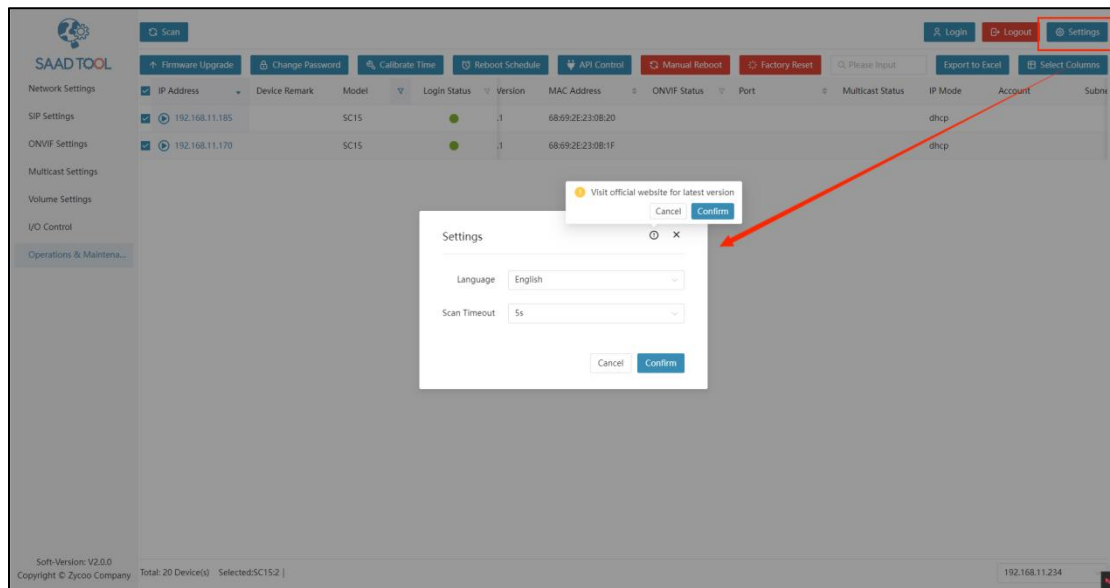 SAAD TOOL
Scan
Login
Logout
Settings
Firmware Upgrade
Change Password
Calibrate Time
Reboot Schedule
API Control
Manual Reboot
Factory Reset
Please Input
Export to Excel
Select Columns
Network Settings
SIP Settings
ONVIF Settings
Multicast Settings
Volume Settings
I/O Control
Operations & Maintena...
IP Address Device Remark Model Login Status Version MAC Address ONVIF Status Port Multicast Status IP Mode Account Subne
192.168.11.185 SC15 .1 68:69:2E:23:0B:20 dhcp
192.168.11.170 SC15 .1 68:69:2E:23:0B:1F dhcp
Visit official website for latest version
Cancel Confirm
Settings
Language English
Scan Timeout 5s
Cancel Confirm
Soft-Version: V2.0.0
Copyright © Zycoo Company
Total: 20 Device(s) Selected:SC15:2 |
192.168.11.234